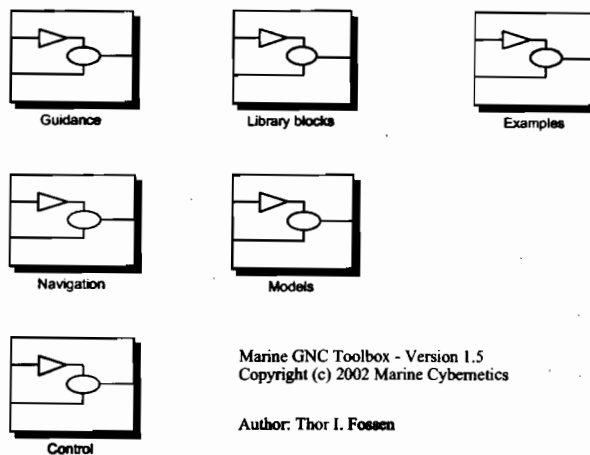 Guidance
Library blocks
Examples
Navigation
Models
Control
Marine GNC Toolbox - Version 1.5
Copyright (c) 2002 Marine Cybernetics
Author: Thor I. Fossen